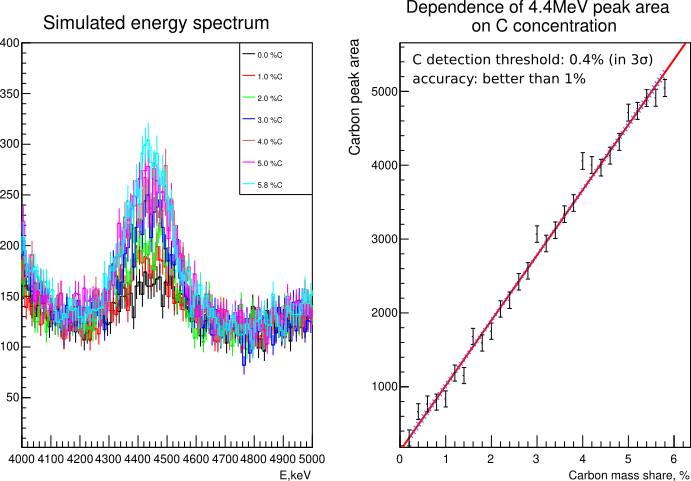 Simulated energy spectrum
400
350
300
250
200
150
100
50
4000 4100 4200 4300 4400 4500 4600 4700 4800 4900 5000
E,keV
0.0 %C
1.0 %C
2.0 %C
3.0 %C
4.0 %C
5.0 %C
5.8 %C
Dependence of 4.4MeV peak area
on C concentration
Carbon peak area
C detection threshold: 0.4% (in 3σ)
accuracy: better than 1%
5000
4000
3000
2000
1000
0 1 2 3 4 5 6
Carbon mass share, %